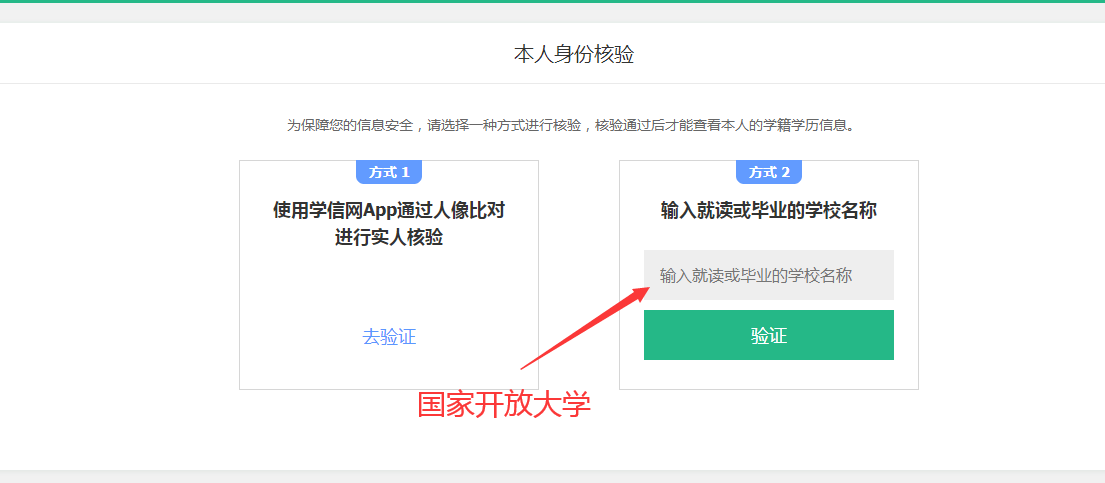 本人身份核验
为保障您的信息安全，请选择一种方式进行核验，核验通过后才能查看本人的学籍学历信息。
方式 1
使用学信网App通过人像比对
进行实人核验
去验证
方式 2
输入就读或毕业的学校名称
输入就读或毕业的学校名称
验证
国家开放大学